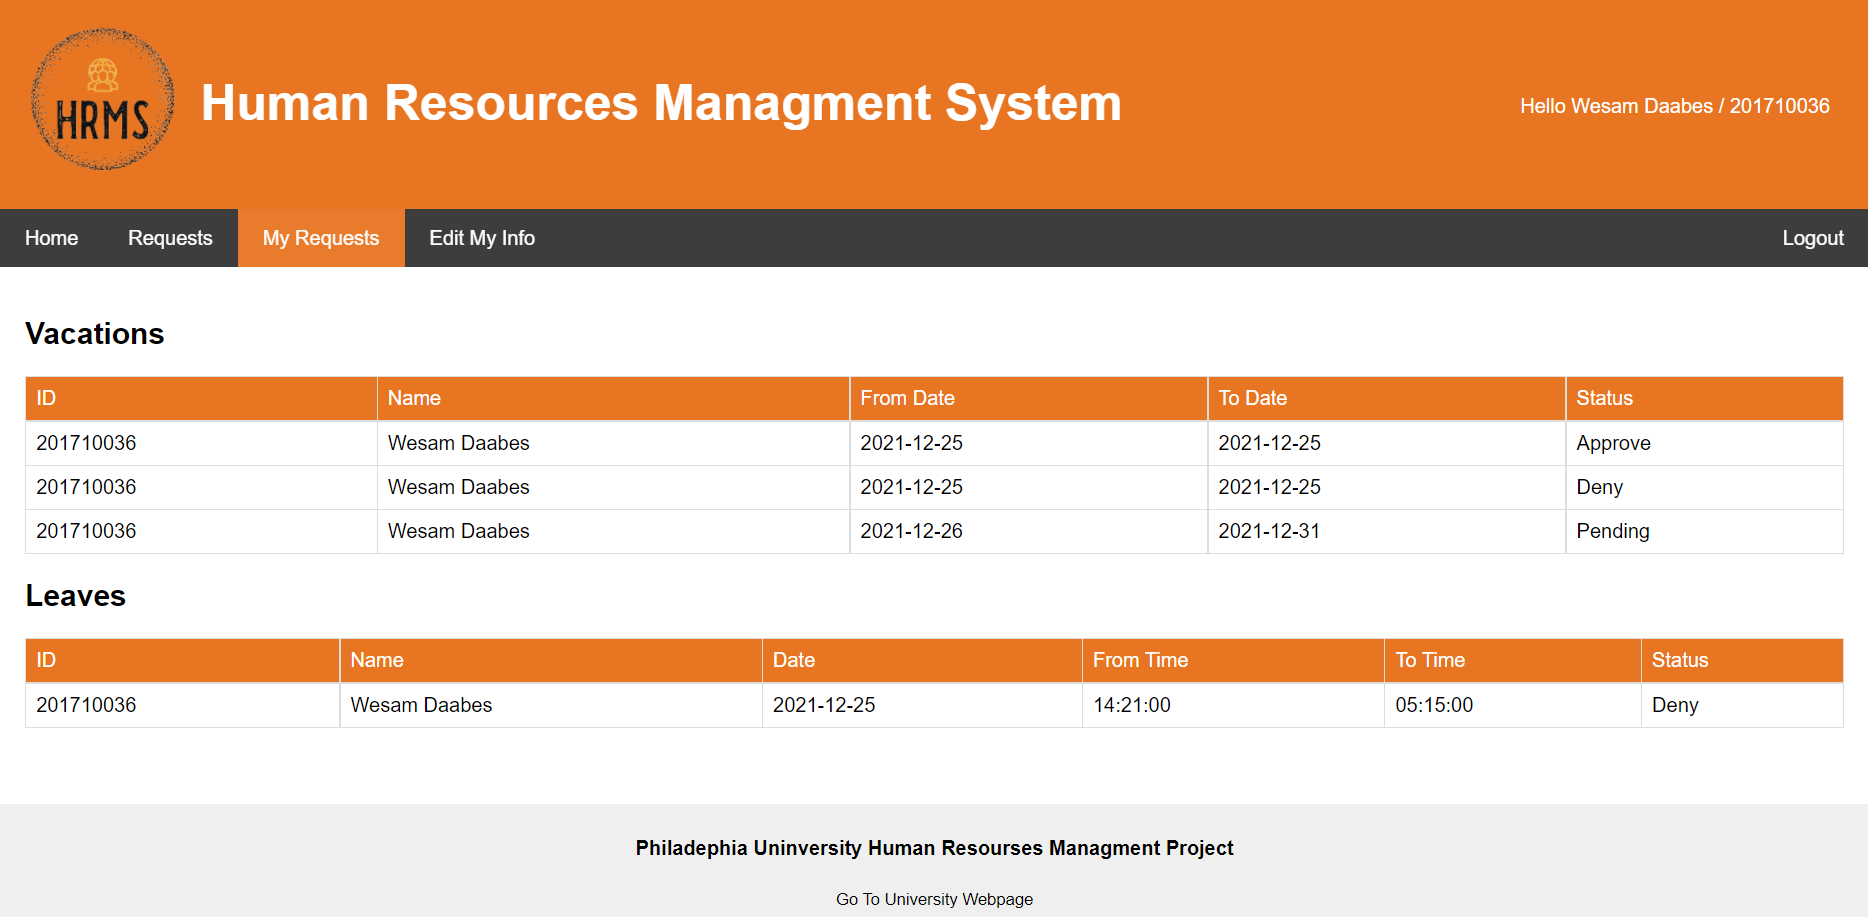 HRMS
Human Resources Managment System
Hello Wesam Daabes / 201710036
Home Requests My Requests Edit My Info Logout
Vacations
ID Name From Date To Date Status
201710036 Wesam Daabes 2021-12-25 2021-12-25 Approve
201710036 Wesam Daabes 2021-12-25 2021-12-25 Deny
201710036 Wesam Daabes 2021-12-26 2021-12-31 Pending
Leaves
ID Name Date From Time To Time Status
201710036 Wesam Daabes 2021-12-25 14:21:00 05:15:00 Deny
Philadephia Uninversity Human Resourses Managment Project
Go To University Webpage